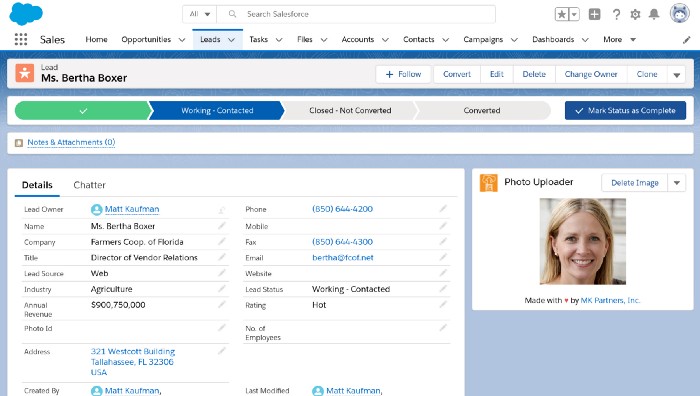 salesforce
All
Search Salesforce
Sales
Home
Opportunities
Leads
Tasks
Files
Accounts
Contacts
Campaigns
Dashboards
More
Lead
Ms. Bertha Boxer
+ Follow
Convert
Edit
Delete
Change Owner
Clone
Working - Contacted
Closed - Not Converted
Converted
Mark Status as Complete
Notes & Attachments (0)
Details
Chatter
Lead Owner Matt Kaufman
Name Ms. Bertha Boxer
Company Farmers Coop. of Florida
Title Director of Vendor Relations
Lead Source Web
Industry Agriculture
Annual
Revenue
$900,750,000
Photo Id
Address
321 Westcott Building
Tallahassee, FL 32306
USA
Created By Matt Kaufman,
Phone (850) 644-4200
Mobile
Fax (850) 644-4300
Email bertha@fcof.net
Website
Lead Status Working - Contacted
Rating Hot
No. of
Employees
Last Modified Matt Kaufman,
Photo Uploader
Delete Image
Made with ♥ by MK Partners, Inc.